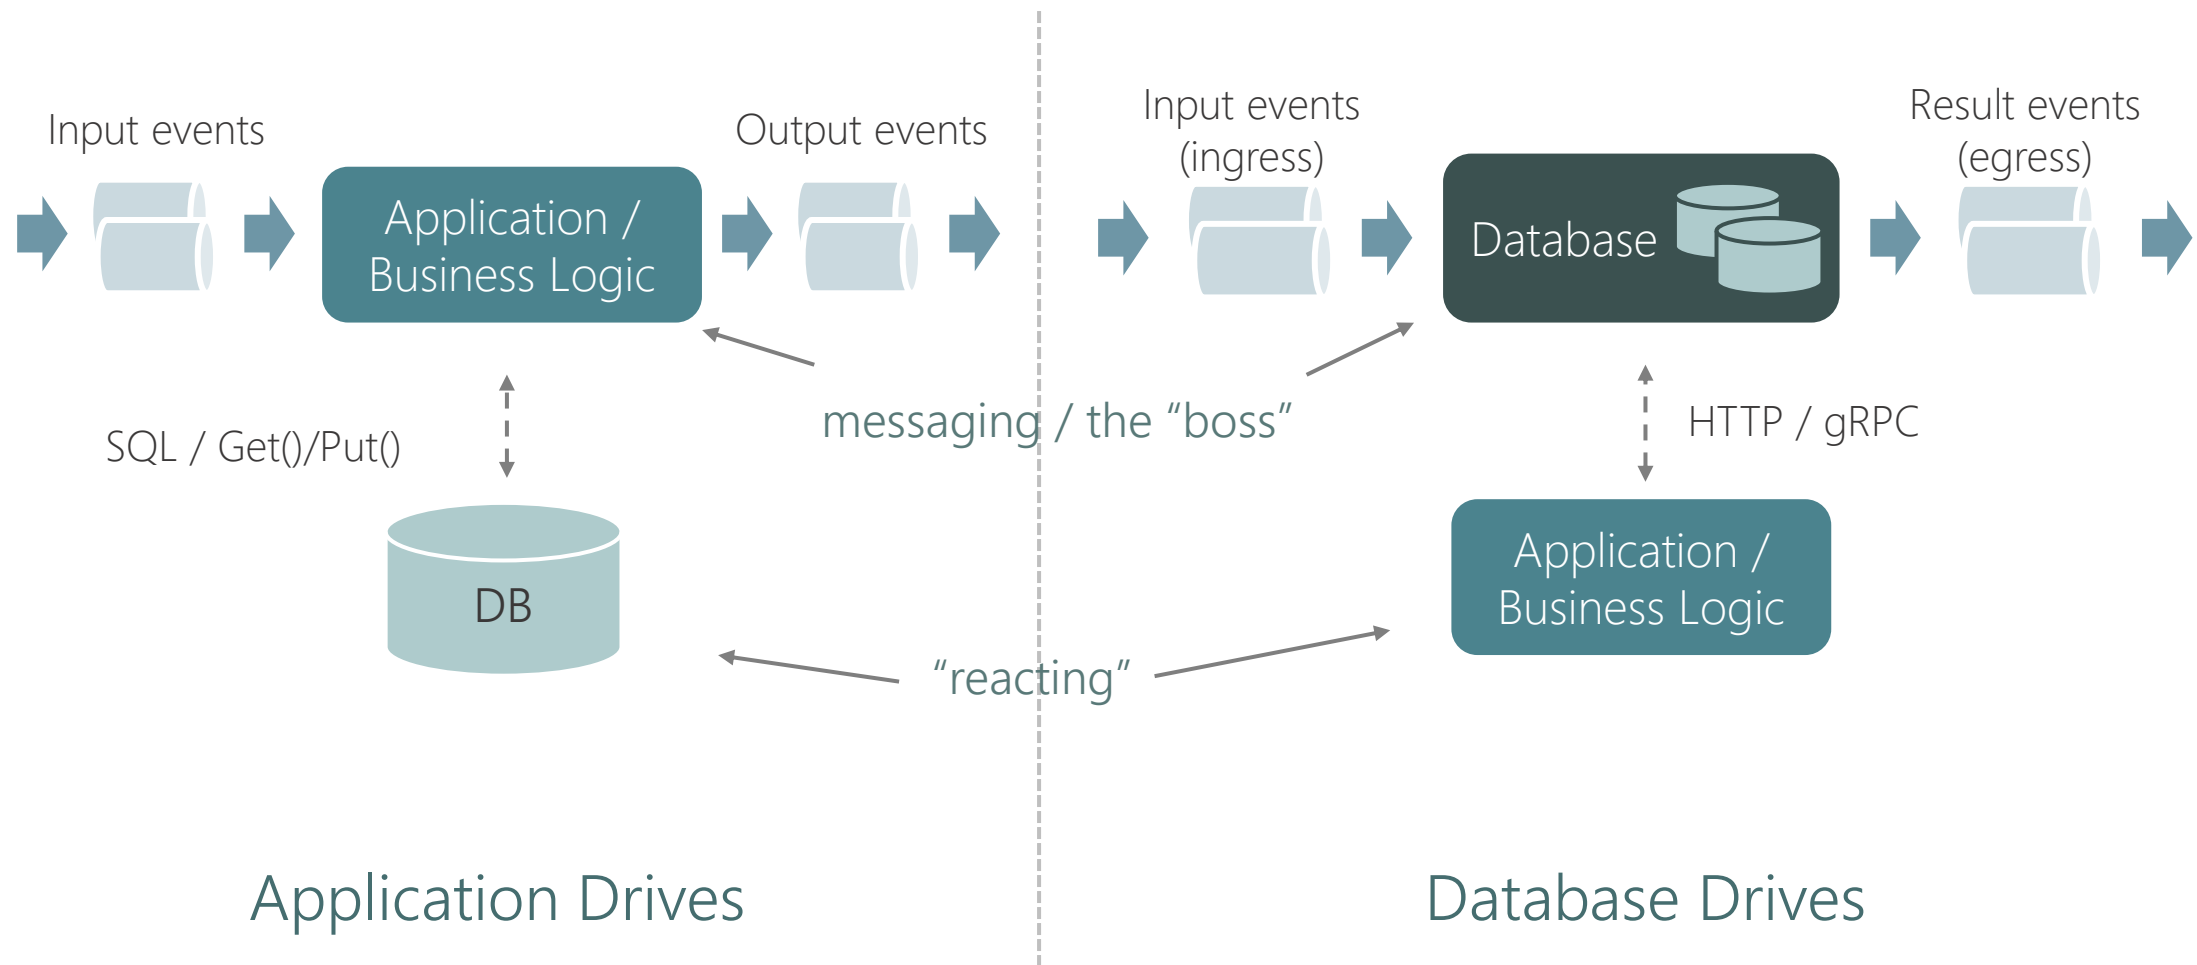 Input events
Application /
Business Logic
Output events
SQL / Get()/Put()
DB
messaging / the “boss”
“reacting”
Input events
(ingress)
Database
Result events
(egress)
HTTP / gRPC
Application /
Business Logic
Application Drives
Database Drives